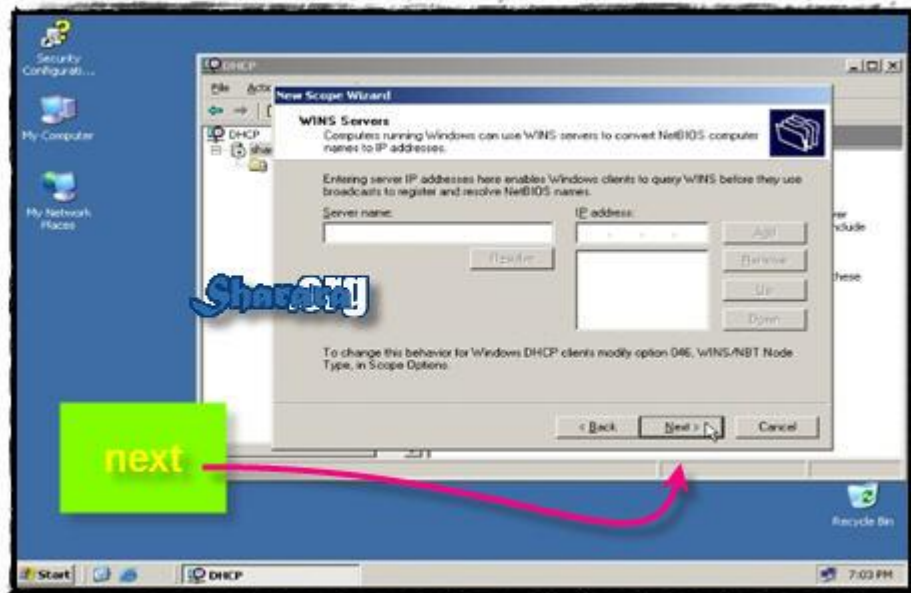 Security
Configurati...
My Computer
My Network
Places
DHCP
File
New Scope Wizard
WINS Servers
Computers running Windows can use WINS servers to convert NetBIOS computer
names to IP addresses.
DHCP
shar
Entering server IP addresses here enables Windows clients to query WINS before they use
broadcasts to register and resolve NetBIOS names.
Server name:
IP address:
Add
Resolve
Remove
Up
Down
these
Sharara.org
To change this behavior for Windows DHCP clients modify option 046, WINS/NBT Node
Type, in Scope Options.
< Back
Next >
Cancel
next
Recycle Bin
Start
DHCP
7:03 PM